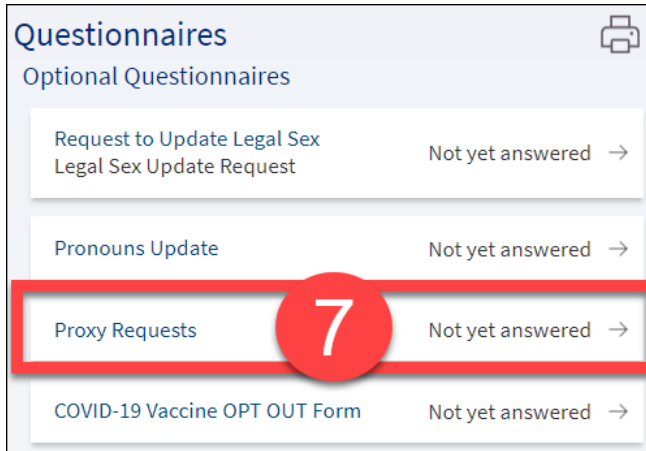 Questionnaires
Optional Questionnaires
Request to Update Legal Sex
Legal Sex Update Request
Not yet answered
Pronouns Update
Not yet answered
Proxy Requests
7
Not yet answered
COVID-19 Vaccine OPT OUT Form
Not yet answered